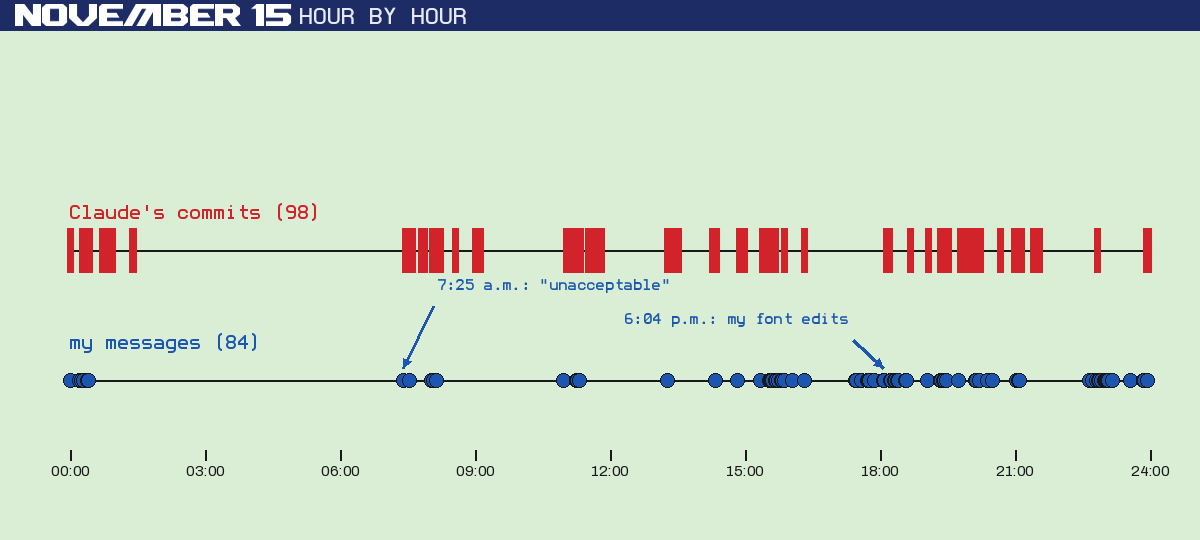 NOVEMBER 15 HOUR BY HOUR
Claude's commits (98)
7:25 a.m.: "unacceptable"
6:04 p.m.: my font edits
my messages (84)
00:00 03:00 06:00 09:00 12:00 15:00 18:00 21:00 24:00